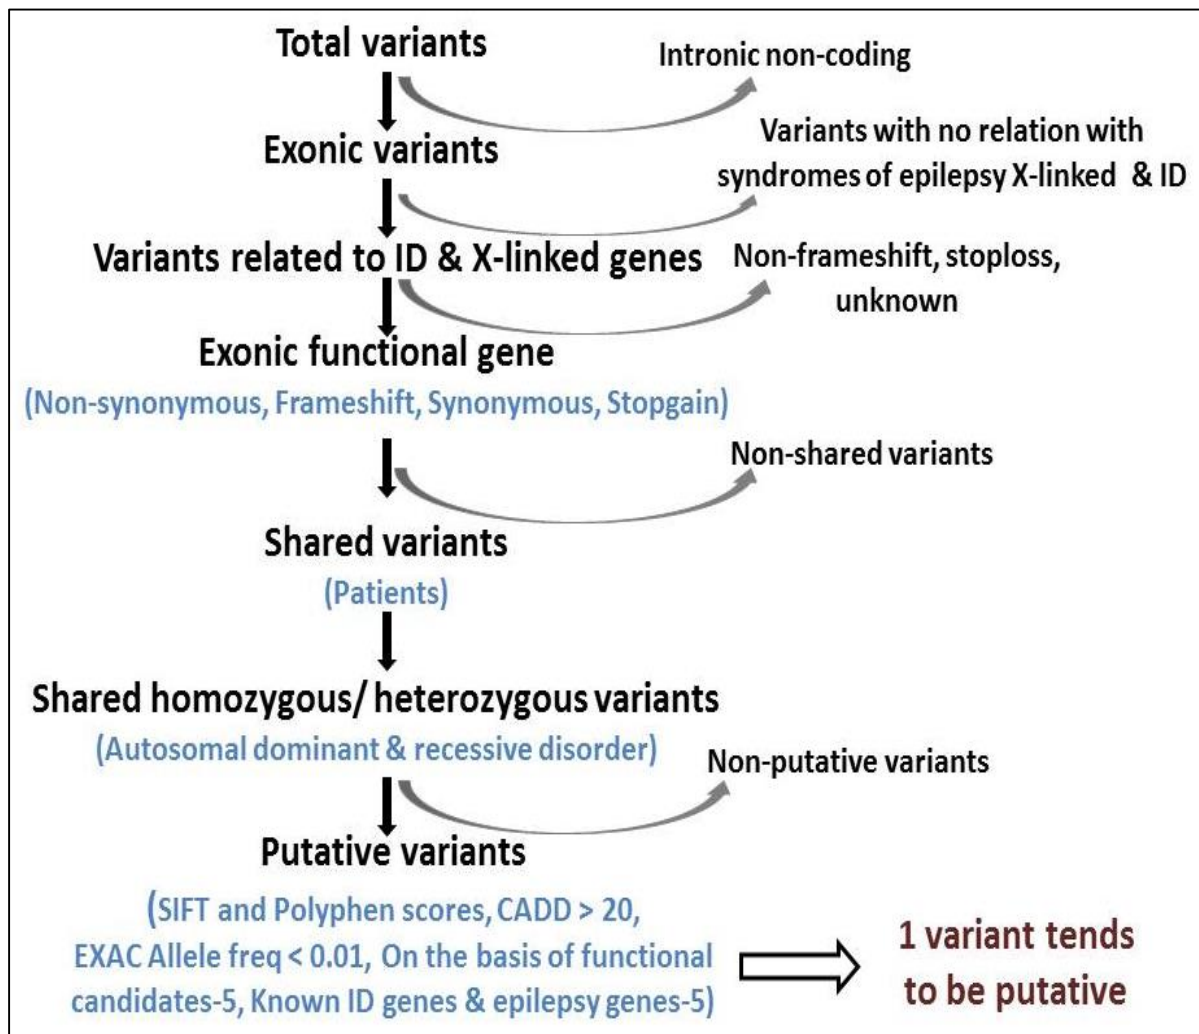 Total variants
Intronic non-coding
Exonic variants
Variants with no relation with
syndromes of epilepsy X-linked & ID
Variants related to ID & X-linked genes
Non-frameshift, stoploss,
unknown
Exonic functional gene
(Non-synonymous, Frameshift, Synonymous, Stopgain)
Non-shared variants
Shared variants
(Patients)
Shared homozygous/ heterozygous variants
(Autosomal dominant & recessive disorder)
Non-putative variants
Putative variants
(SIFT and Polyphen scores, CADD > 20,
EXAC Allele freq < 0.01, On the basis of functional
candidates-5, Known ID genes & epilepsy genes-5)
1 variant tends
to be putative